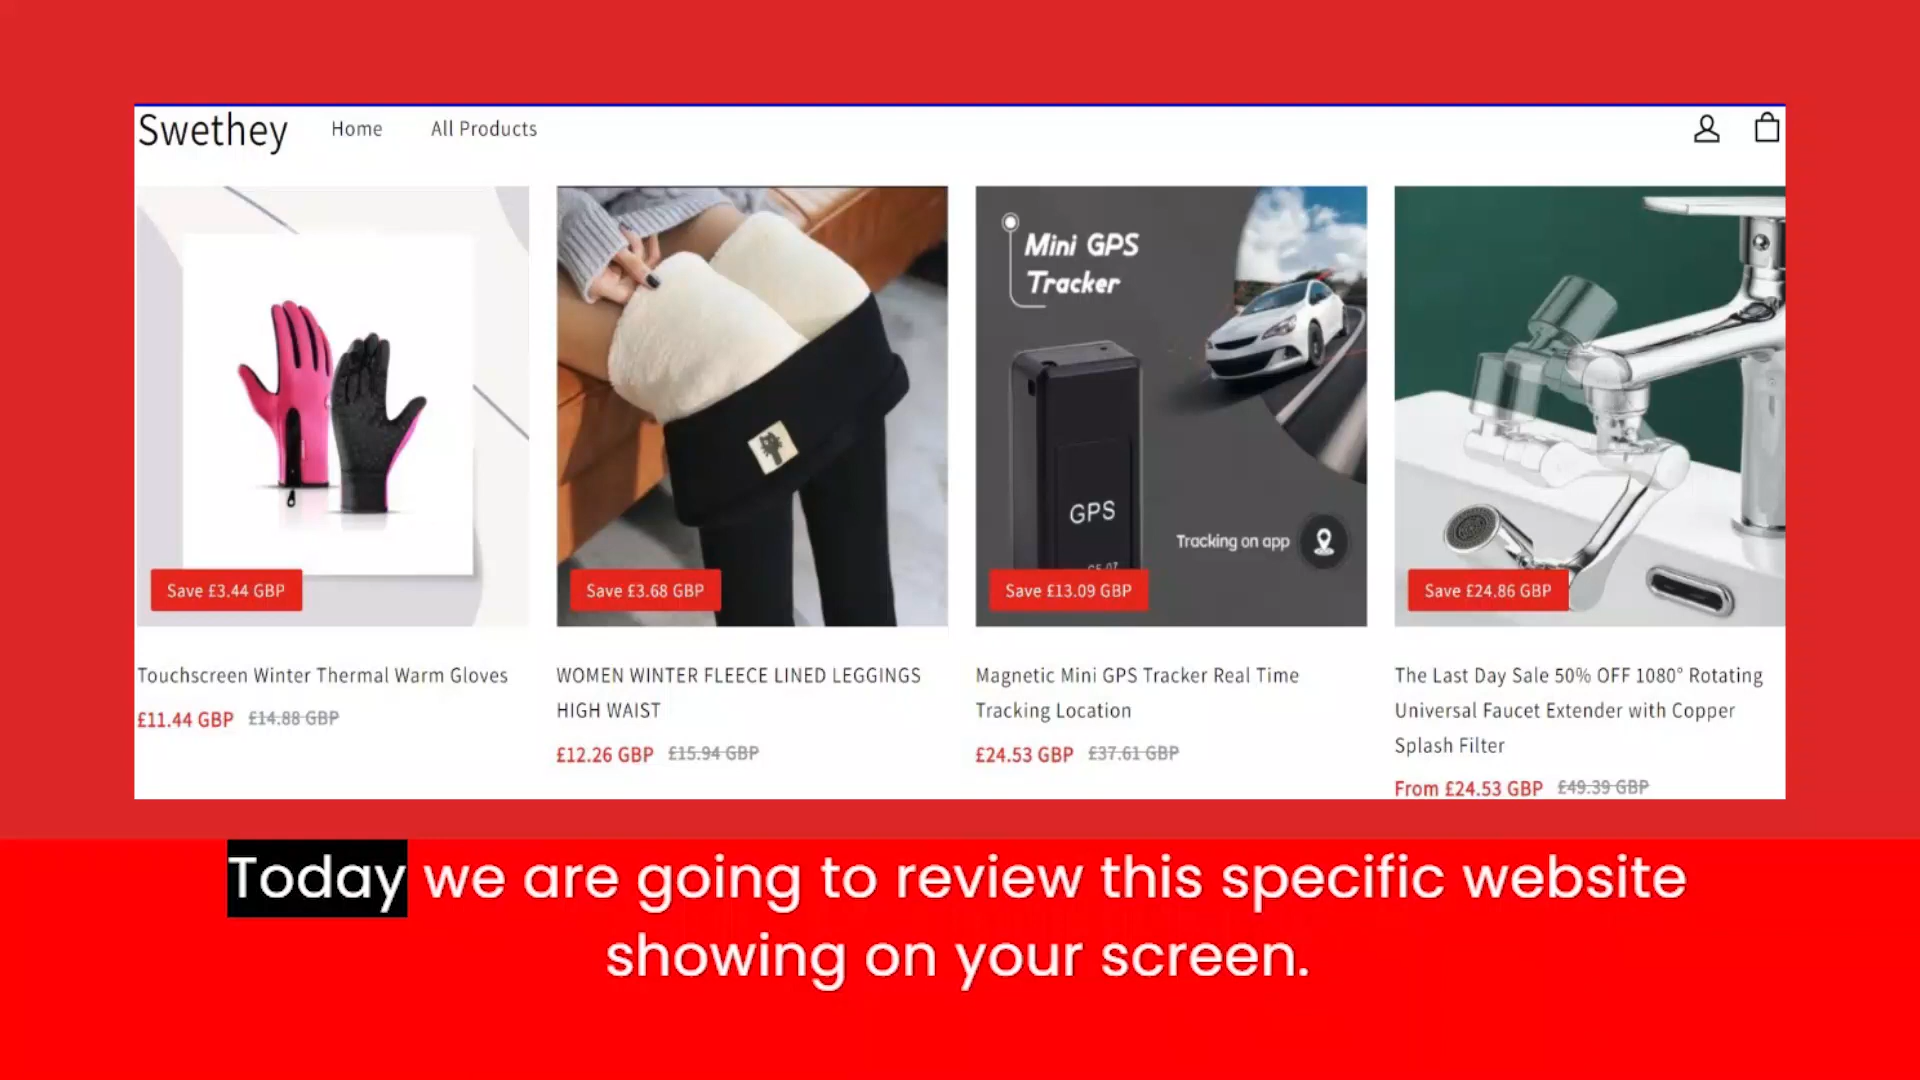 Swethey
Home
All Products
Mini GPS
Tracker
GPS
Tracking on app
Save £3.44 GBP
Save £3.68 GBP
Save £13.09 GBP
Save £24.86 GBP
Touchscreen Winter Thermal Warm Gloves
£11.44 GBP £14.88 GBP
WOMEN WINTER FLEECE LINED LEGGINGS
HIGH WAIST
£12.26 GBP £15.94 GBP
Magnetic Mini GPS Tracker Real Time
Tracking Location
£24.53 GBP £37.61 GBP
The Last Day Sale 50% OFF 1080° Rotating
Universal Faucet Extender with Copper
Splash Filter
From £24.53 GBP £49.39 GBP
Today we are going to review this specific website
showing on your screen.